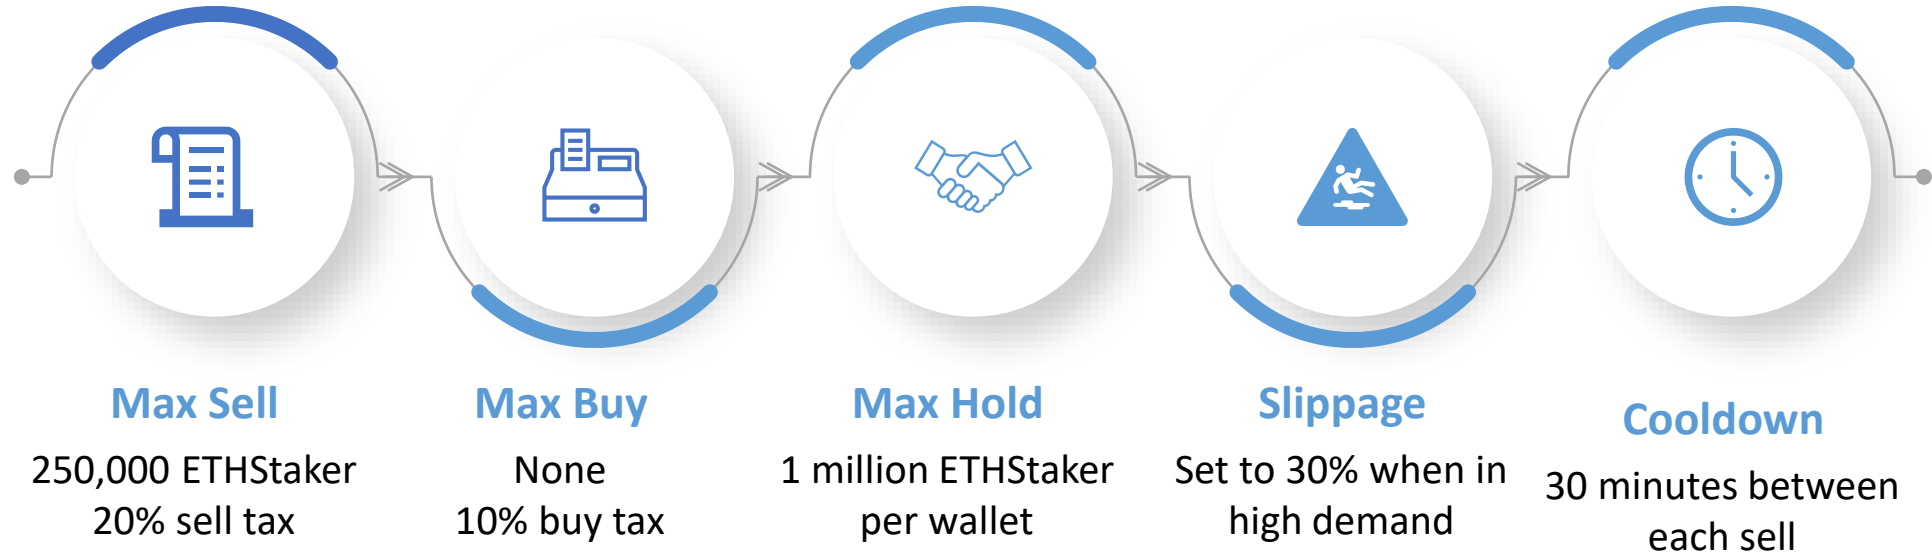 Max Sell
250,000 ETHStaker
20% sell tax
Max Buy
None
10% buy tax
Max Hold
1 million ETHStaker
per wallet
Slippage
Set to 30% when in
high demand
Cooldown
30 minutes between
each sell